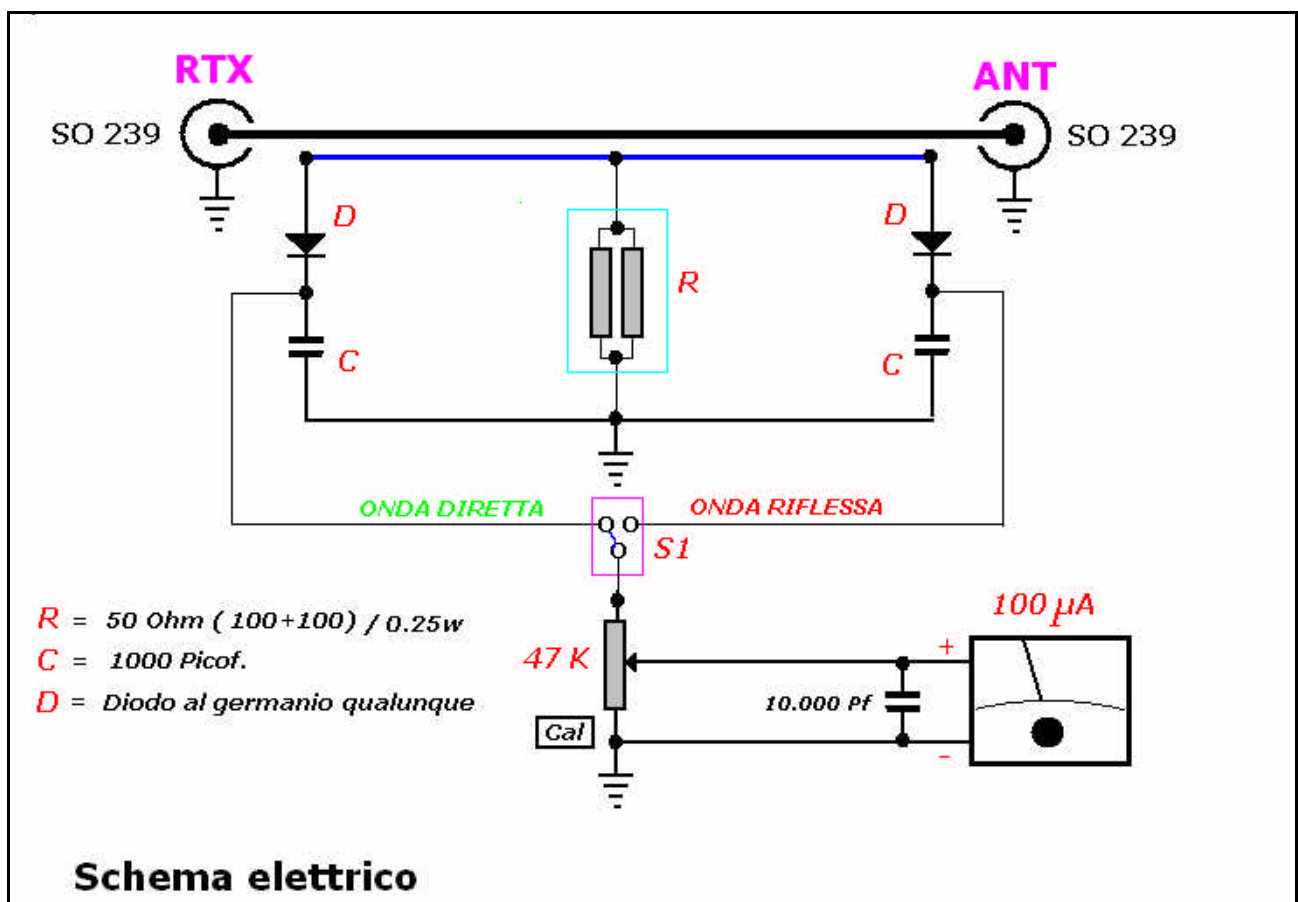 RTX
ANT
SO 239
SO 239
D
D
R
C
C
ONDA DIRETTA
ONDA RIFLESSA
S1
R = 50 Ohm ( 100+100) / 0.25w
C = 1000 Picof.
D = Diodo al germanio qualunque
100 µA
47 K
+
10.000 Pf
Cal
-
Schema elettrico